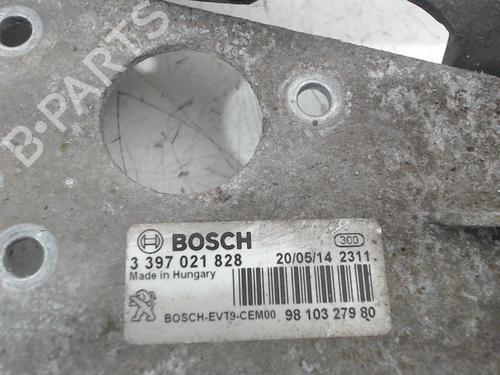 B-PARTS
BOSCH
300
3 397 021 828
20/05/14 2311
Made in Hungary
BOSCH-EVT9-CEM00
98 103 279 80